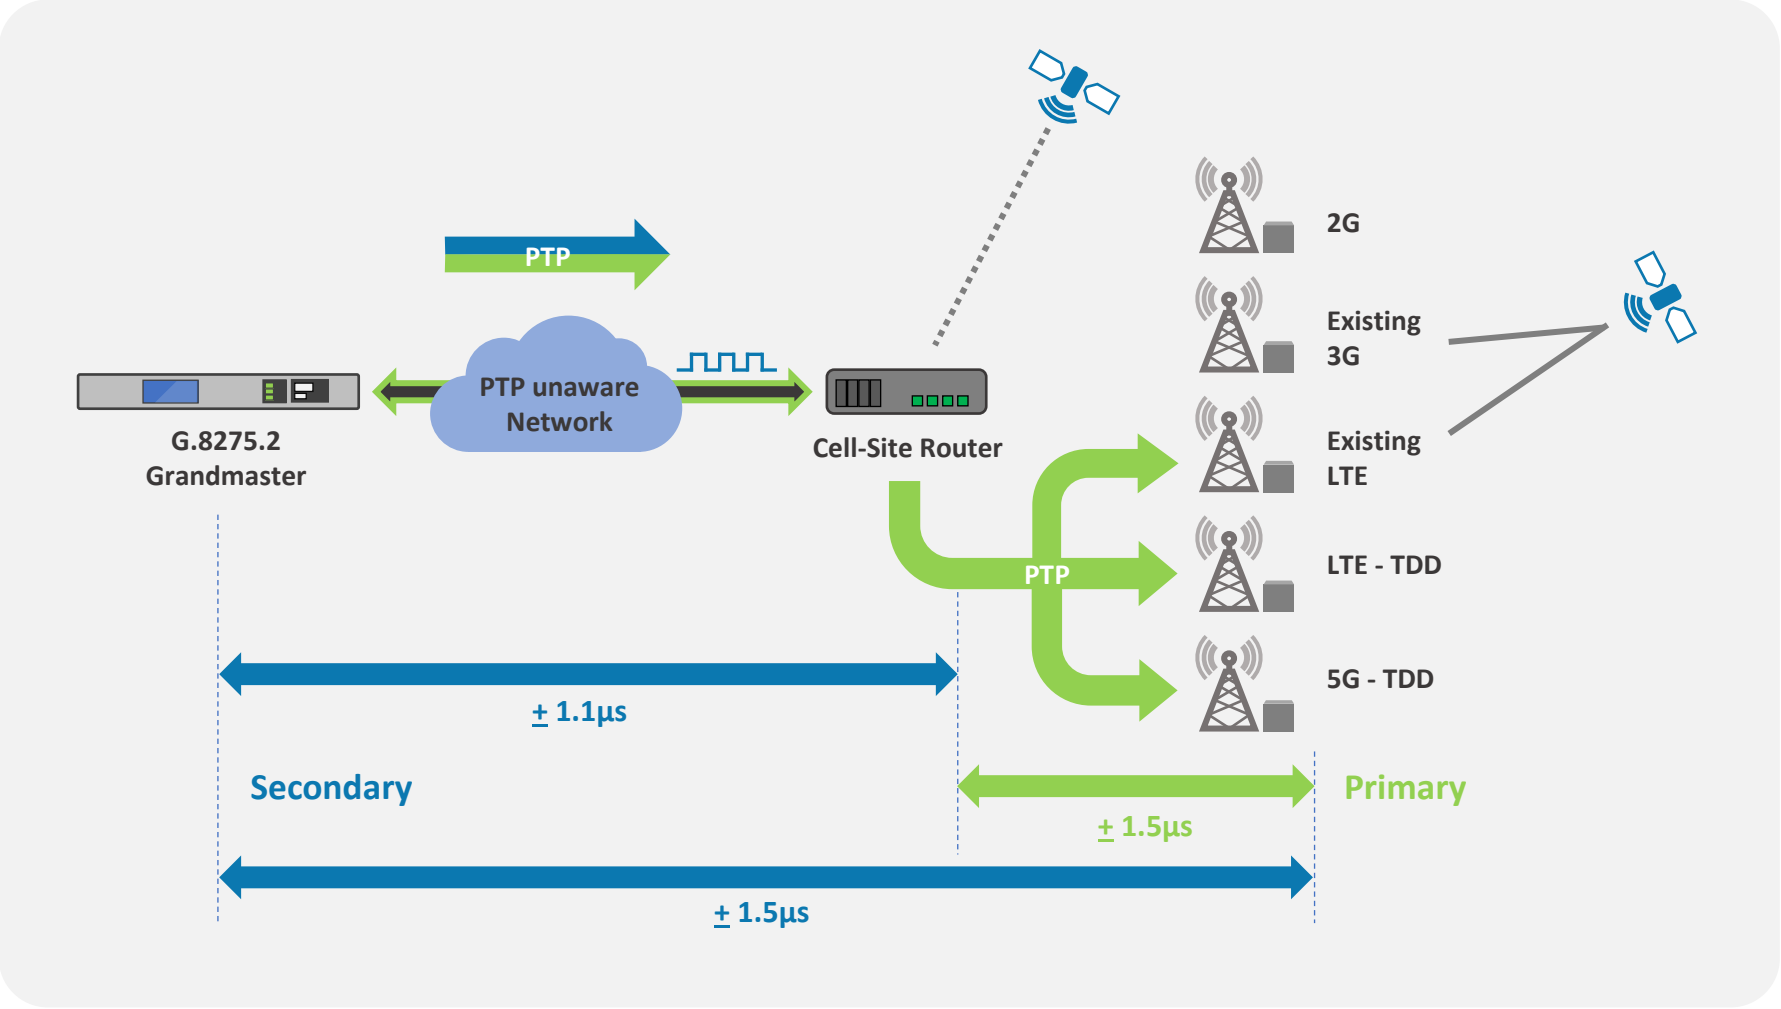 PTP
2G
Existing
3G
PTP unaware
Network
G.8275.2
Grandmaster
Cell-Site Router
Existing
LTE
PTP
LTE - TDD
5G - TDD
± 1.1μs
Secondary
Primary
± 1.5μs
± 1.5μs